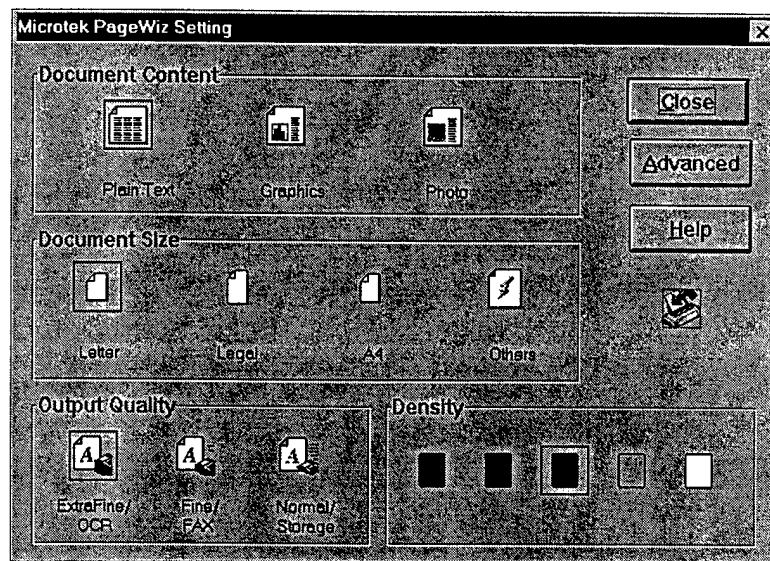 Microtek PageWiz Setting
Document Content
Plain Text
Graphics
Photo
Close
Advanced
Help
Document Size
Letter
Legal
A4
Others
Output Quality
ExtraFine/
OCR
Fine/
FAX
Normal/
Storage
Density